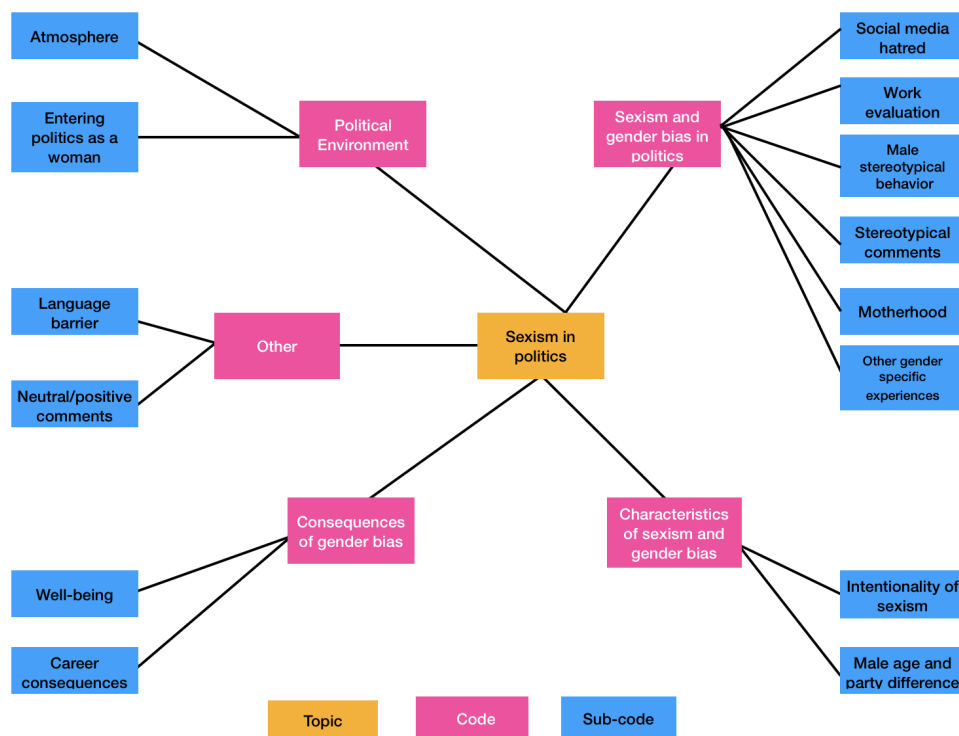 Atmosphere
Entering
politics as a
woman
Political
Environment
Sexism and
gender bias in
politics
Social media
hatred
Work
evaluation
Male
stereotypical
behavior
Stereotypical
comments
Motherhood
Other gender
specific
experiences
Language
barrier
Neutral/positive
comments
Other
Sexism in
politics
Consequences
of gender bias
Characteristics
of sexism and
gender bias
Well-being
Career
consequences
Intentionality of
sexism
Male age and
party difference
Topic
Code
Sub-code